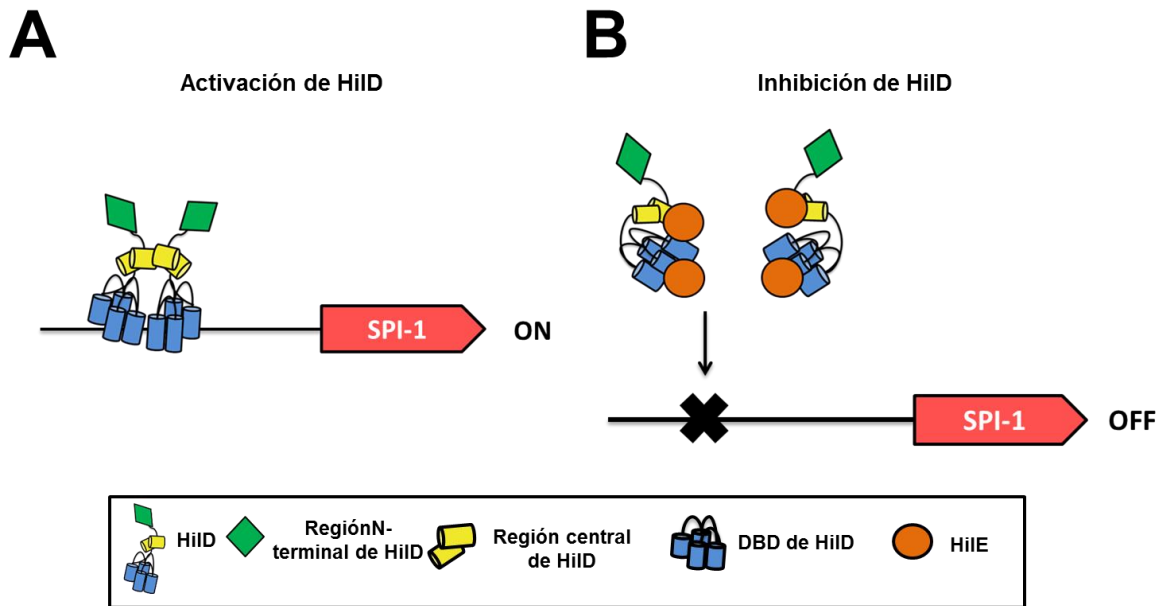 A
B
Activación de HilD
Inhibición de HilD
SPI-1
ON
SPI-1
OFF
HilD
RegiónN-
terminal de HilD
Región central
de HilD
DBD de HilD
HilE